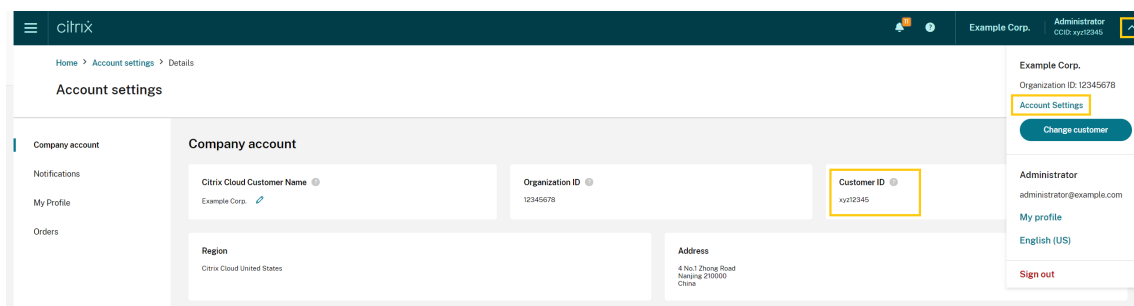 citrix
11
?
Example Corp.
Administrator
CCID: xyz12345
Home > Account settings > Details
Account settings
Example Corp.
Organization ID: 12345678
Account Settings
Change customer
Administrator
administrator@example.com
My profile
English (US)
Sign out
Company account
Notifications
My Profile
Orders
Company account
Citrix Cloud Customer Name ?
Example Corp.
Organization ID ?
12345678
Customer ID ?
xyz12345
Region
Citrix Cloud United States
Address
4 No.1 Zhong Road
Nanjing 210000
China